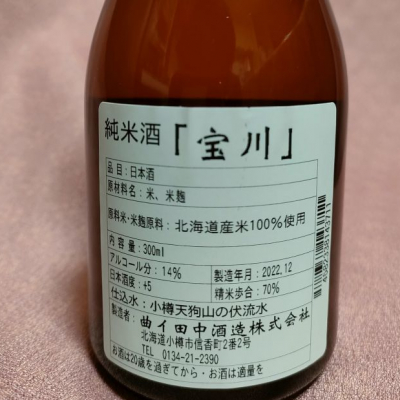 純米酒「宝川」
品目:日本酒
原材料名:米、米麹
原料米・米麹原料:北海道産米100%使用
内容量:300ml
アルコール分:14% 製造年月:2022.12
日本酒度:+5 精米歩合:70%
仕込水:小樽天狗山の伏流水
製造者:曲イ田中酒造株式会社
北海道小樽市信香町2番2号
TEL 0134-21-2390
お酒は20歳を過ぎてから・お酒は適量を
4982338143711